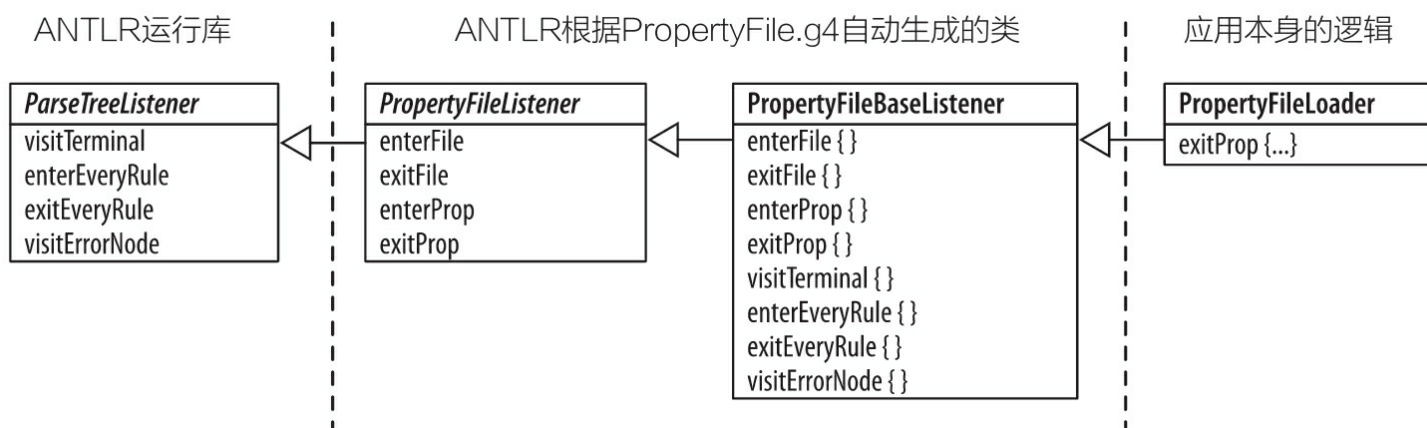 ANTLR运行库
ANTLR根据PropertyFile.g4自动生成的类
应用本身的逻辑
ParseTreeListener
visitTerminal
enterEveryRule
exitEveryRule
visitErrorNode
PropertyFileListener
enterFile
exitFile
enterProp
exitProp
PropertyFileBaseListener
enterFile { }
exitFile { }
enterProp { }
exitProp { }
visitTerminal { }
enterEveryRule { }
exitEveryRule { }
visitErrorNode { }
PropertyFileLoader
exitProp {...}